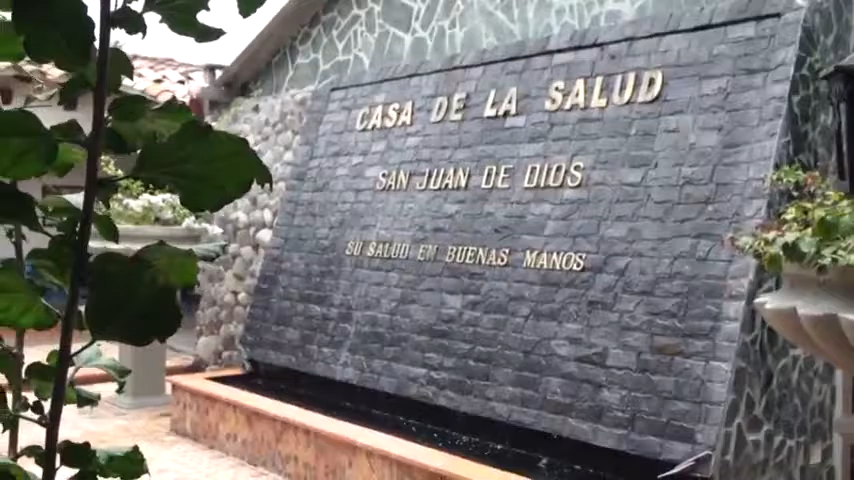 CASA DE LA SALUD
SAN JUAN DE DIOS
SU SALUD EN BUENAS MANOS